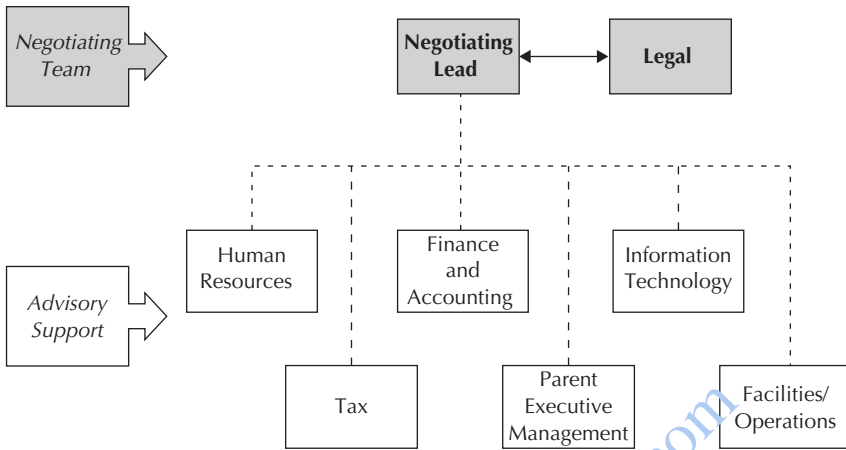 Negotiating
Team
Negotiating
Lead
Legal
Advisory
Support
Human
Resources
Finance
and
Accounting
Information
Technology
Tax
Parent
Executive
Management
Facilities/
Operations
com